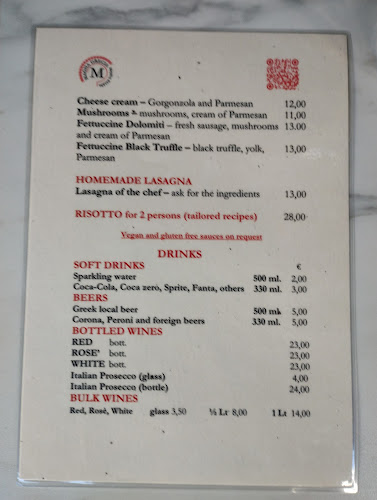 M
Cheese cream – Gorgonzola and Parmesan 12,00
Mushrooms - mushrooms, cream of Parmesan 11,00
Fettuccine Dolomiti – fresh sausage, mushrooms 13.00
and cream of Parmesan
Fettuccine Black Truffle – black truffle, yolk, 13,00
Parmesan
HOMEMADE LASAGNA
Lasagna of the chef – ask for the ingredients 13,00
RISOTTO for 2 persons (tailored recipes) 28,00
Vegan and gluten free sauces on request
DRINKS
SOFT DRINKS €
Sparkling water 500 ml. 2,00
Coca-Cola, Coca zero, Sprite, Fanta, others 330 ml. 3,00
BEERS
Greek local beer 500 mk 5,00
Corona, Peroni and foreign beers 330 ml. 5,00
BOTTLED WINES
RED bott. 23,00
ROSE' bott. 23,00
WHITE bott. 23,00
Italian Prosecco (glass) 4,00
Italian Prosecco (bottle) 24,00
BULK WINES
Red, Rosè, White glass 3,50 ½ Lt 8,00 1 Lt 14,00